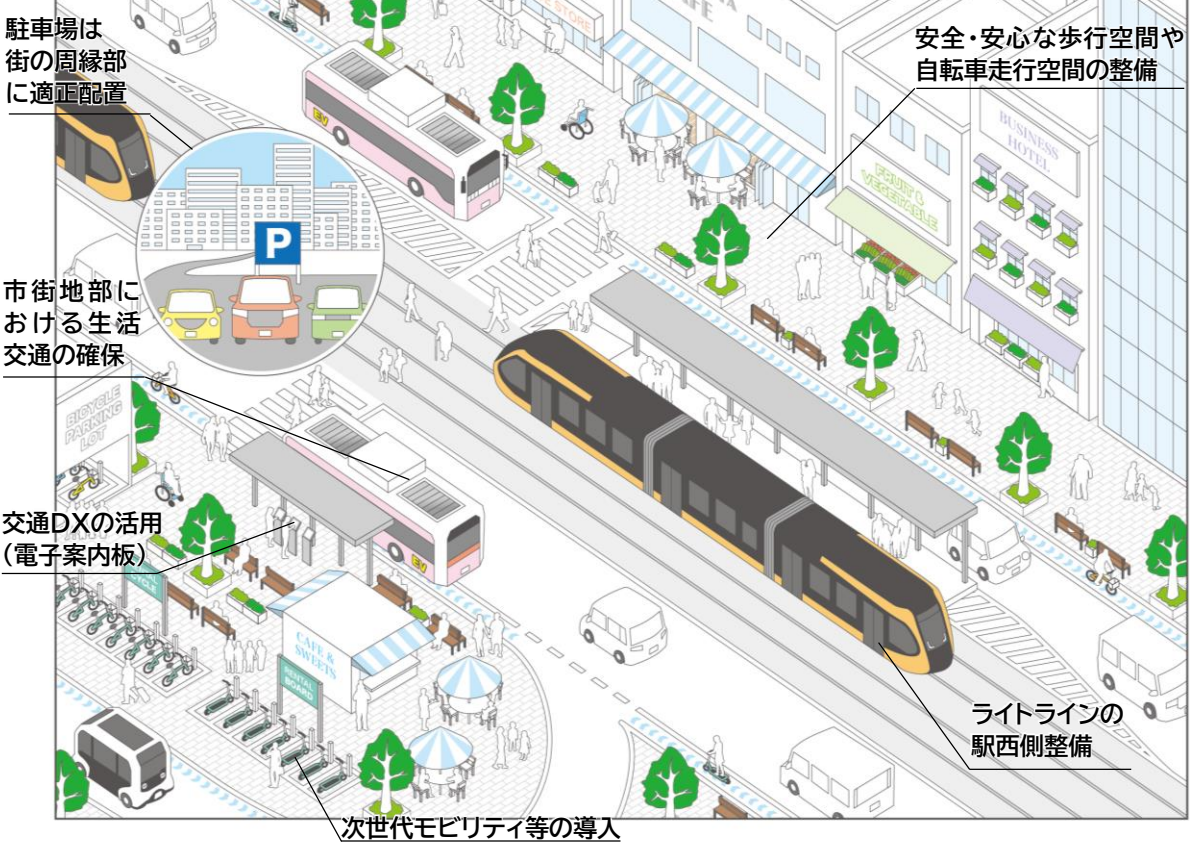 駐車場は
街の周縁部
に適正配置
安全・安心な歩行空間や
自転車走行空間の整備
STORE
CAFE
BUSINESS
HOTEL
FRUIT &
VEGETABLE
EV
P
市街地部に
おける生活
交通の確保
BICYCLE
PARKING
LOT
交通DXの活用
（電子案内板）
EV
CYCLE
CAFE &
SWEETS
RENTAL
BOARD
ライトラインの
駅西側整備
次世代モビリティ等の導入